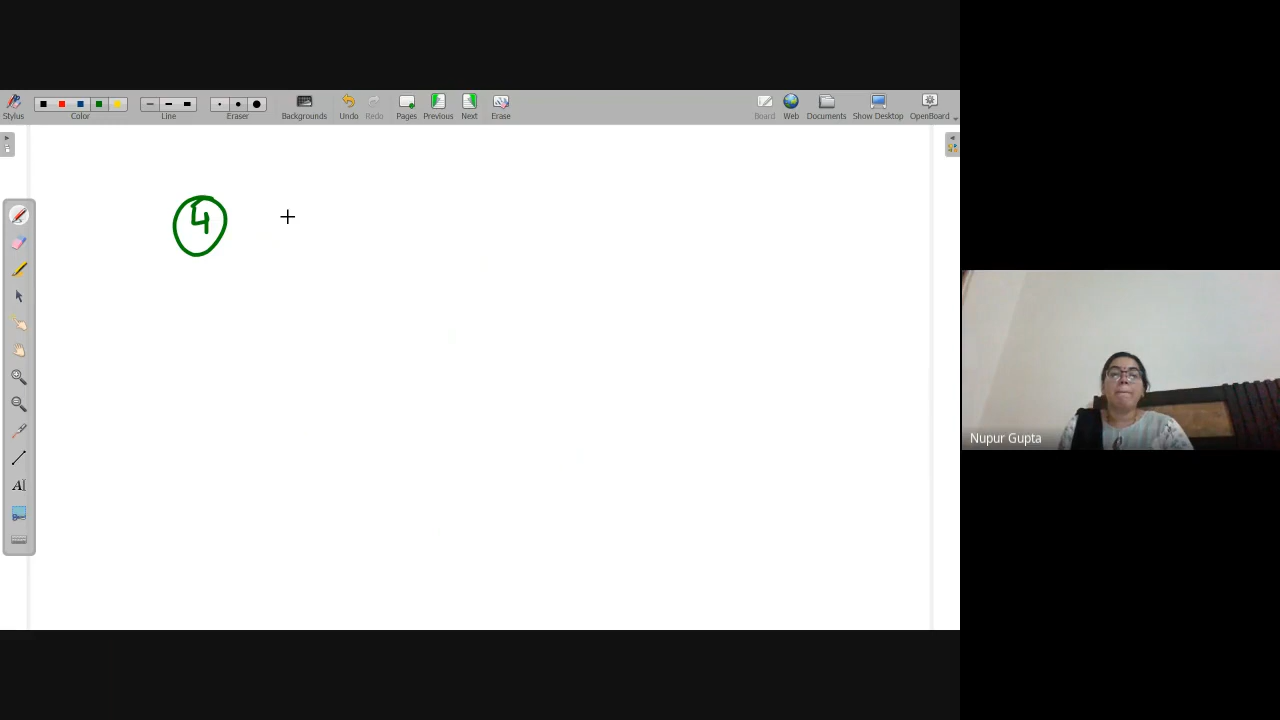 Stylus Color Line Eraser Backgrounds Undo Redo Pages Previous Next Erase Board Web Documents Show Desktop OpenBoard
4
Nupur Gupta